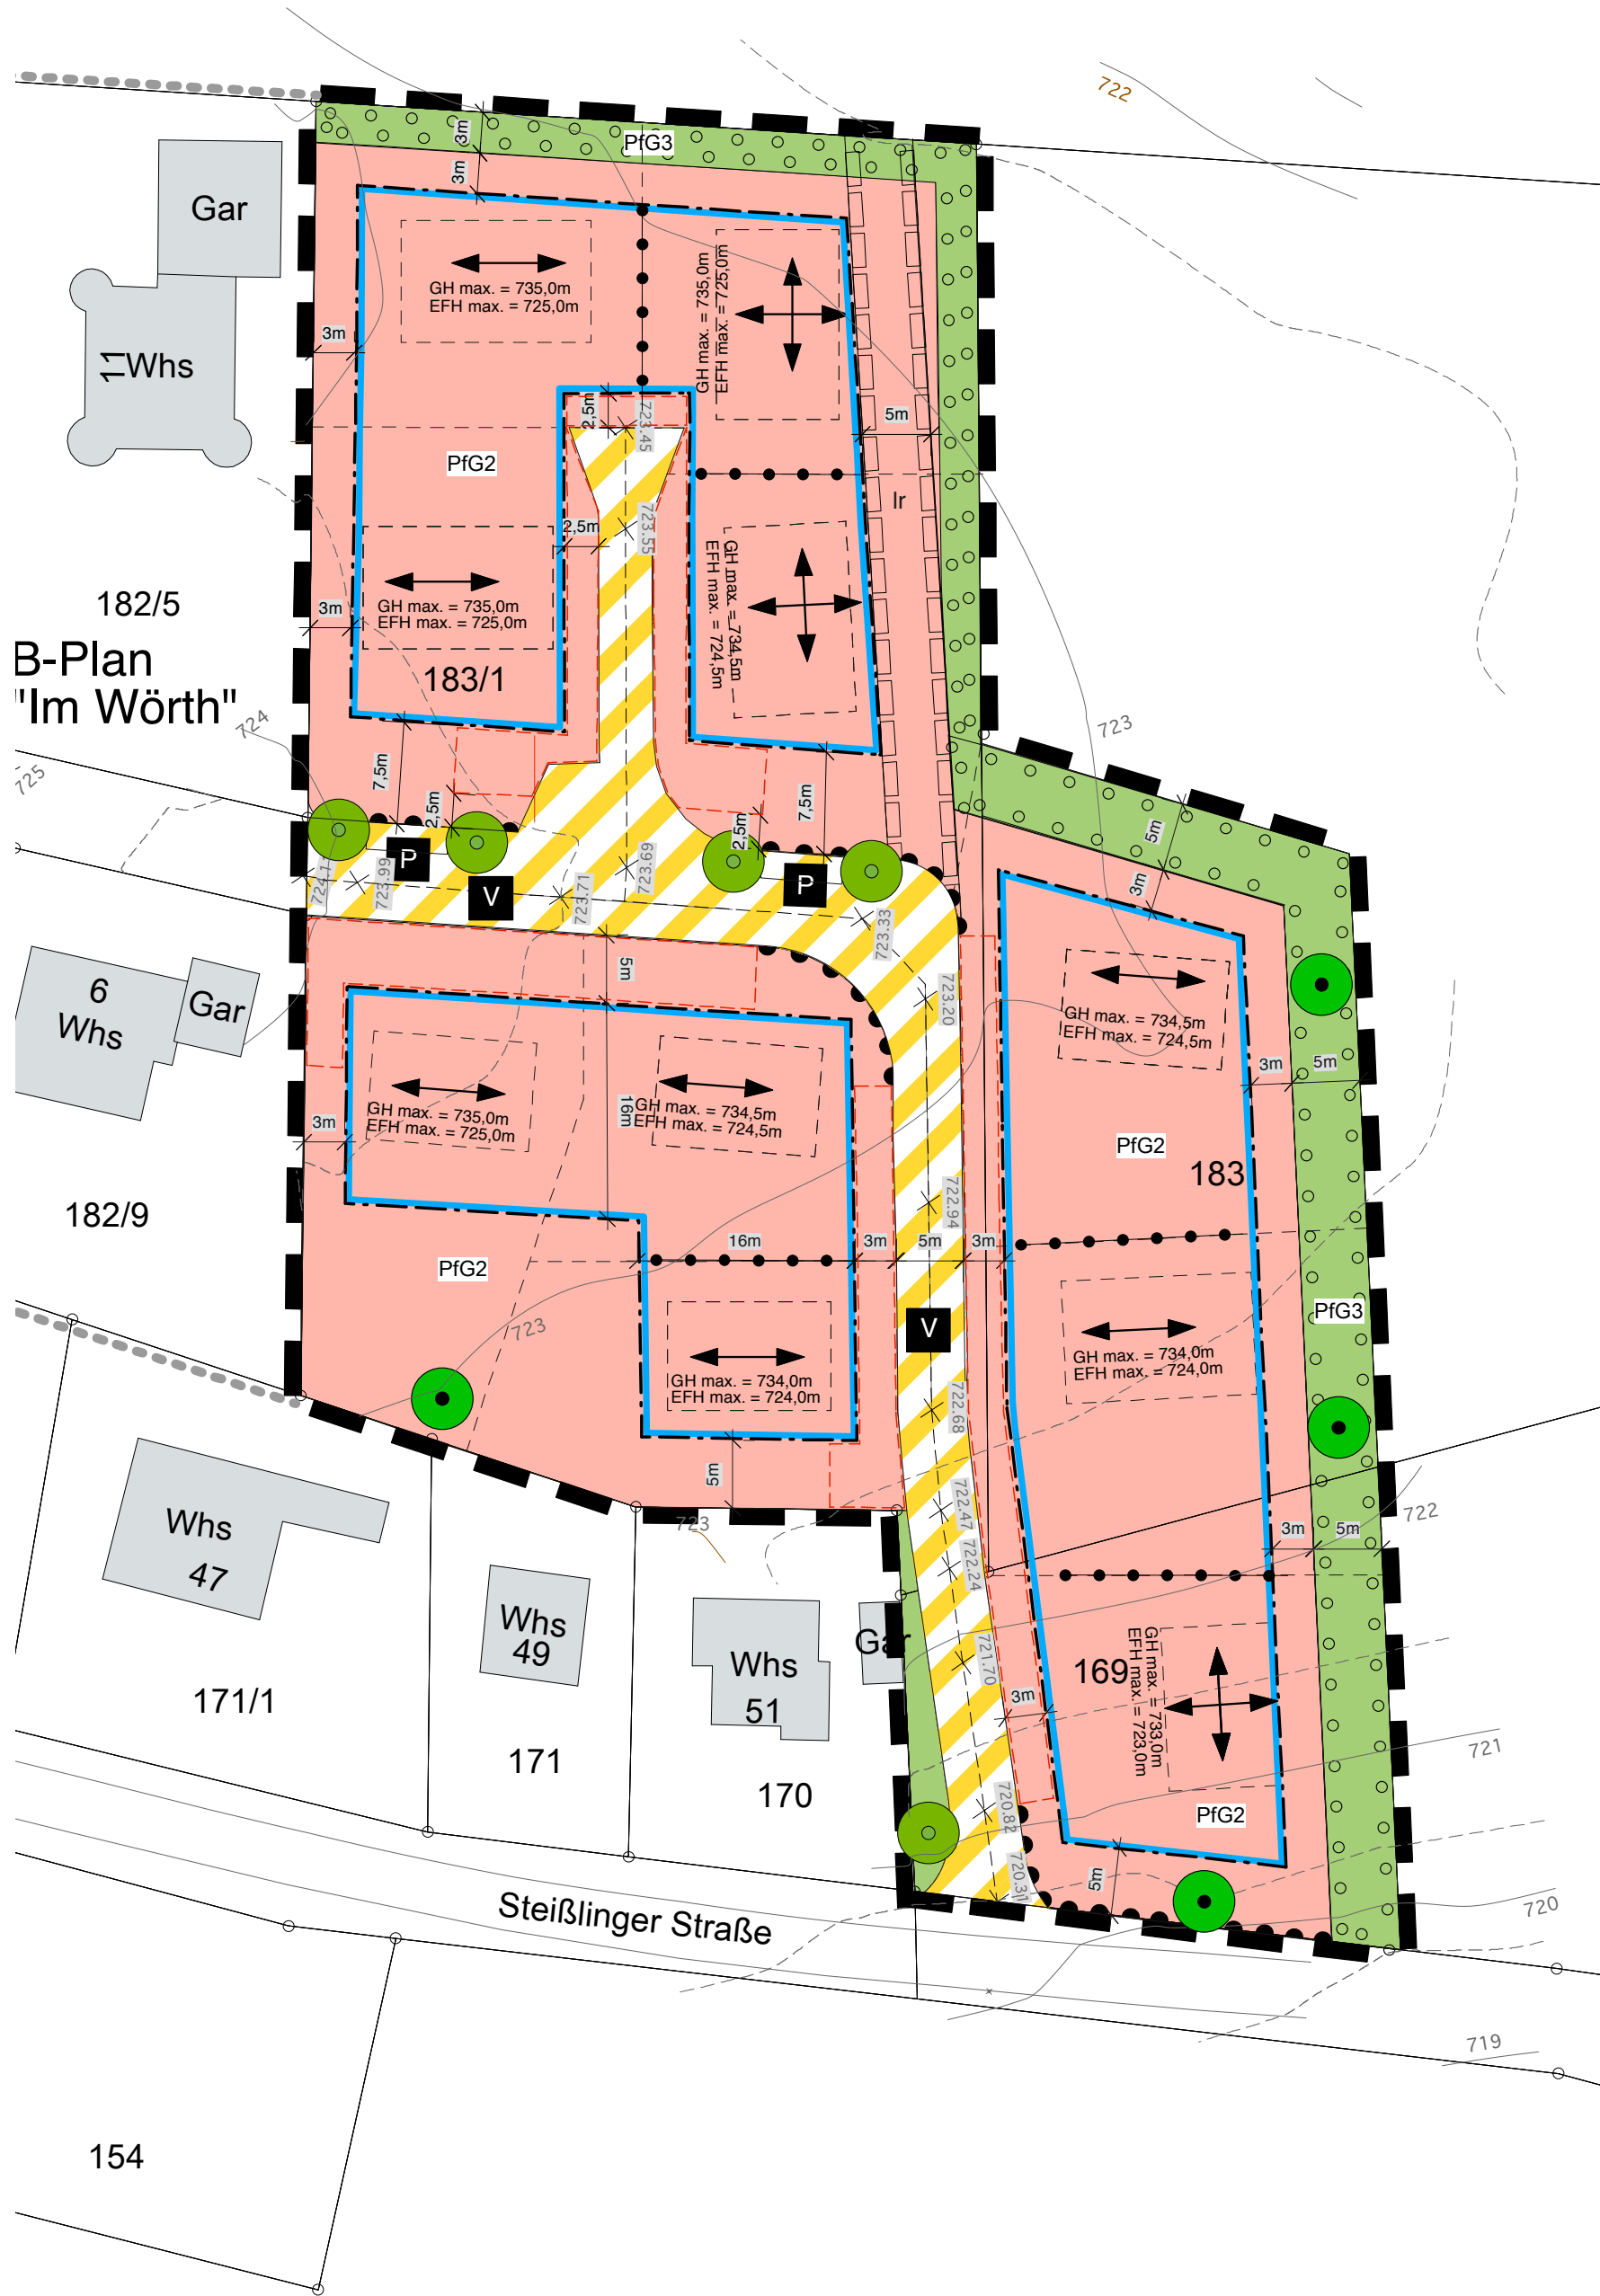 722
PfG3
3m
3m
Gar
11
Whs
GH max. = 735,0m
EFH max. = 725,0m
GH max. = 735,0m
EFH max. = 725,0m
3m
2,5m
723.45
5m
PfG2
lr
723.55
2,5m
GH max. = 734,5m
EFH max. = 724,5m
182/5
3m
GH max. = 735,0m
EFH max. = 725,0m
B-Plan
"Im Wörth"
183/1
724
723
725
7,5m
2,5m
7,5m
2,5m
5m
P
P
V
723.99
723.69
723.71
3m
723.33
5m
6
Whs
Gar
723.20
GH max. = 734,5m
EFH max. = 724,5m
3m
5m
GH max. = 735,0m
EFH max. = 725,0m
16m
GH max. = 734,5m
EFH max. = 724,5m
3m
PfG2
183
182/9
722.94
16m
3m
5m
3m
PfG2
PfG3
723
V
GH max. = 734,0m
EFH max. = 724,0m
GH max. = 734,0m
EFH max. = 724,0m
722.68
5m
Whs
47
723
722.47
722
3m
5m
722.24
Whs
49
Whs
51
Gar
721.70
169
GH max. = 733,0m
EFH max. = 723,0m
3m
171/1
171
170
721
720.82
PfG2
720.31
5m
Steißlinger Straße
720
719
154